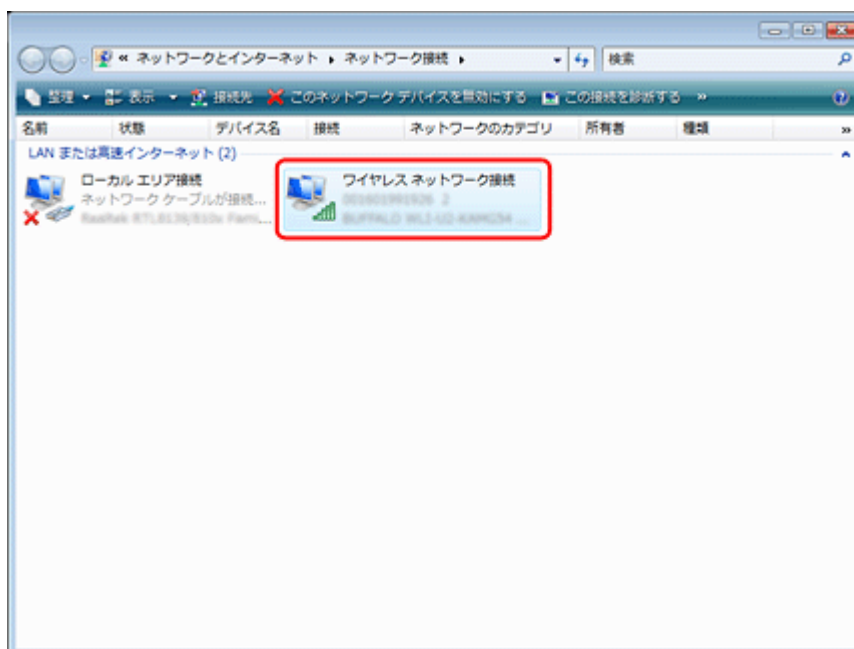 « ネットワークとインターネット ▸ ネットワーク接続 ▸ 検索
整理 表示 接続先 このネットワーク デバイスを無効にする この接続を診断する »
名前 状態 デバイス名 接続 ネットワークのカテゴリ 所有者 種類 »
LAN または高速インターネット (2)
ローカル エリア接続
ネットワーク ケーブルが接続...
ワイヤレス ネットワーク接続